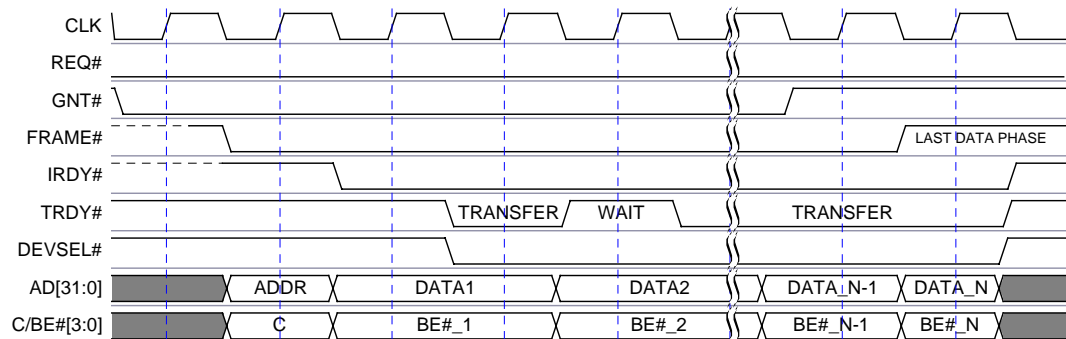 CLK
REQ#
GNT#
FRAME# LAST DATA PHASE
IRDY#
TRDY# TRANSFER WAIT TRANSFER
DEVSEL#
AD[31:0] ADDR DATA1 DATA2 DATA_N-1 DATA_N
C/BE#[3:0] C BE#_1 BE#_2 BE#_N-1 BE#_N